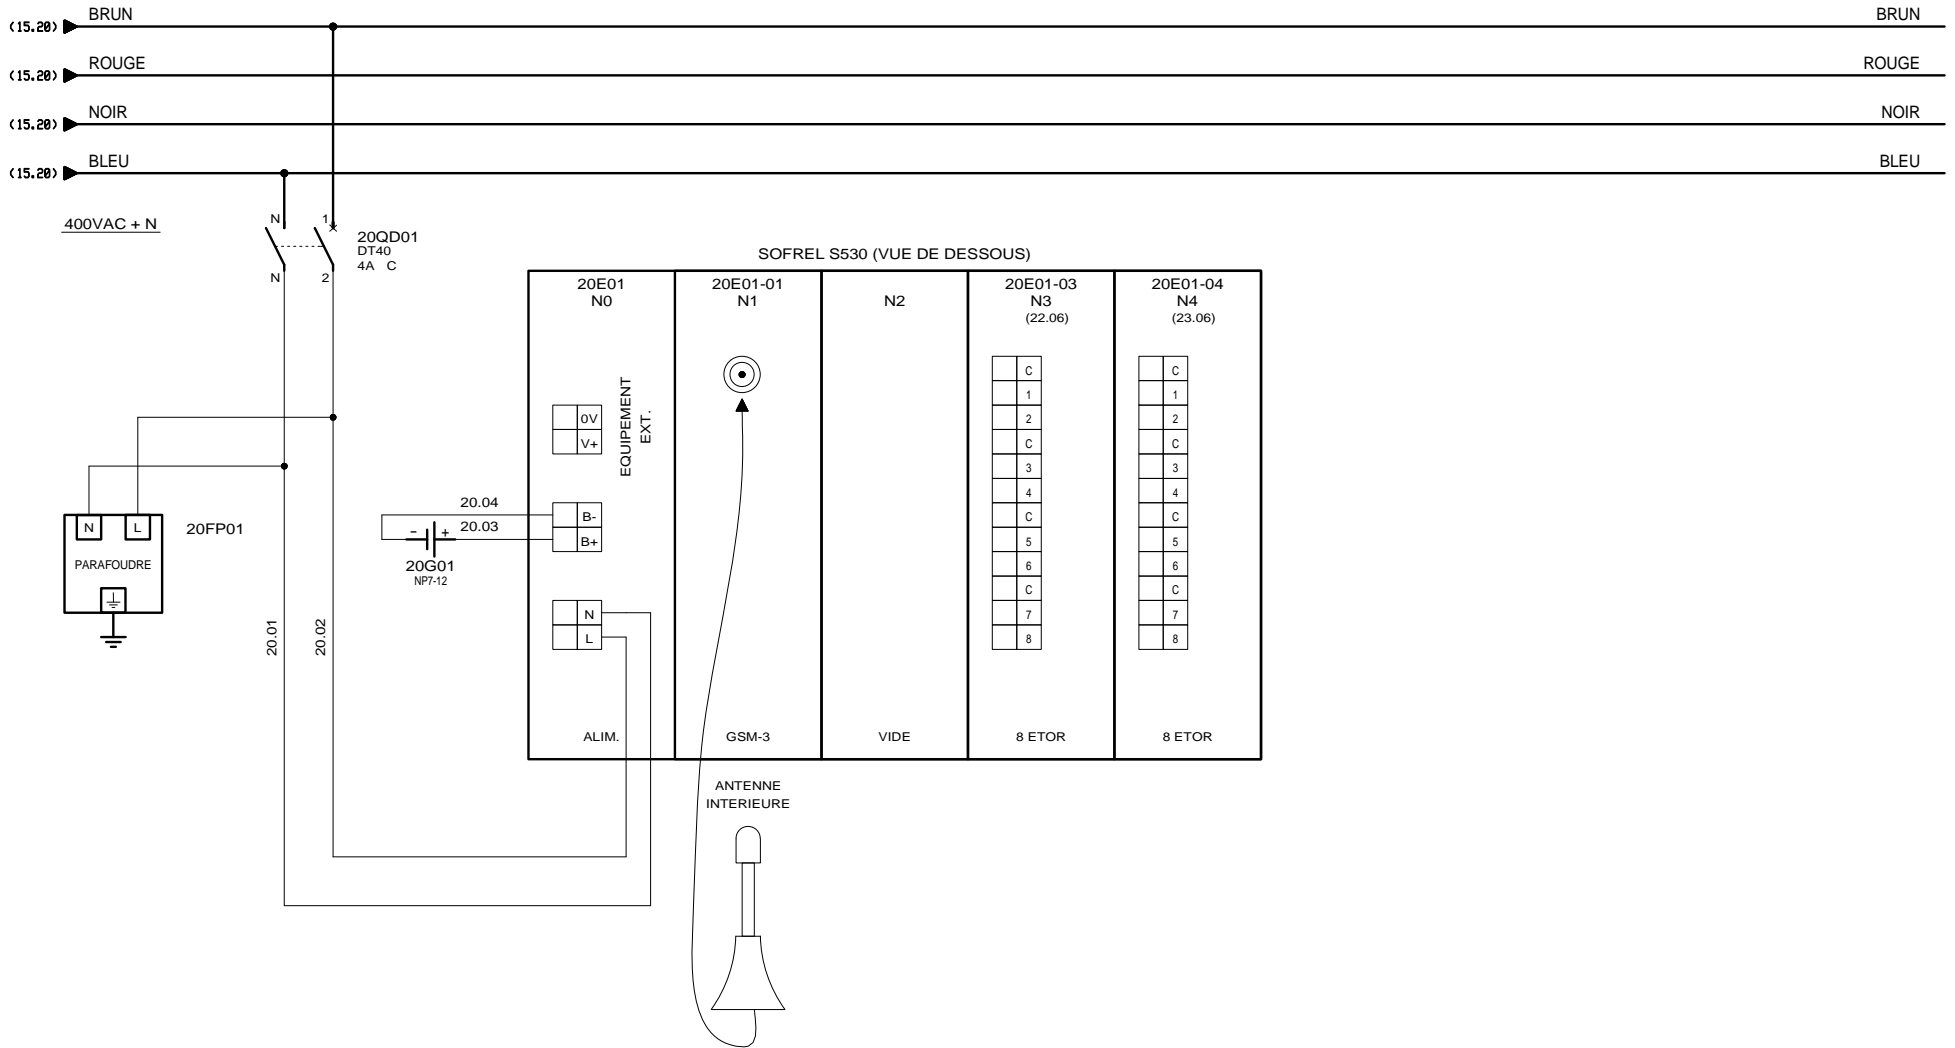 (15.20) BRUN BRUN
(15.20) ROUGE ROUGE
(15.20) NOIR NOIR
(15.20) BLEU BLEU
400VAC + N
N 1
20QD01
DT40
4A C
N 2
SOFREL S530 (VUE DE DESSOUS)
20E01
N0
EQUIPEMENT
EXT.
0V
V+
20.04
20.03
B-
B+
- +
20G01
NP7-12
N
L
ALIM.
20E01-01
N1
GSM-3
N2
VIDE
20E01-03
N3
(22.06)
C
1
2
C
3
4
C
5
6
C
7
8
8 ETOR
20E01-04
N4
(23.06)
C
1
2
C
3
4
C
5
6
C
7
8
8 ETOR
N L
20FP01
PARAFOUDRE
20.01
20.02
ANTENNE
INTERIEURE